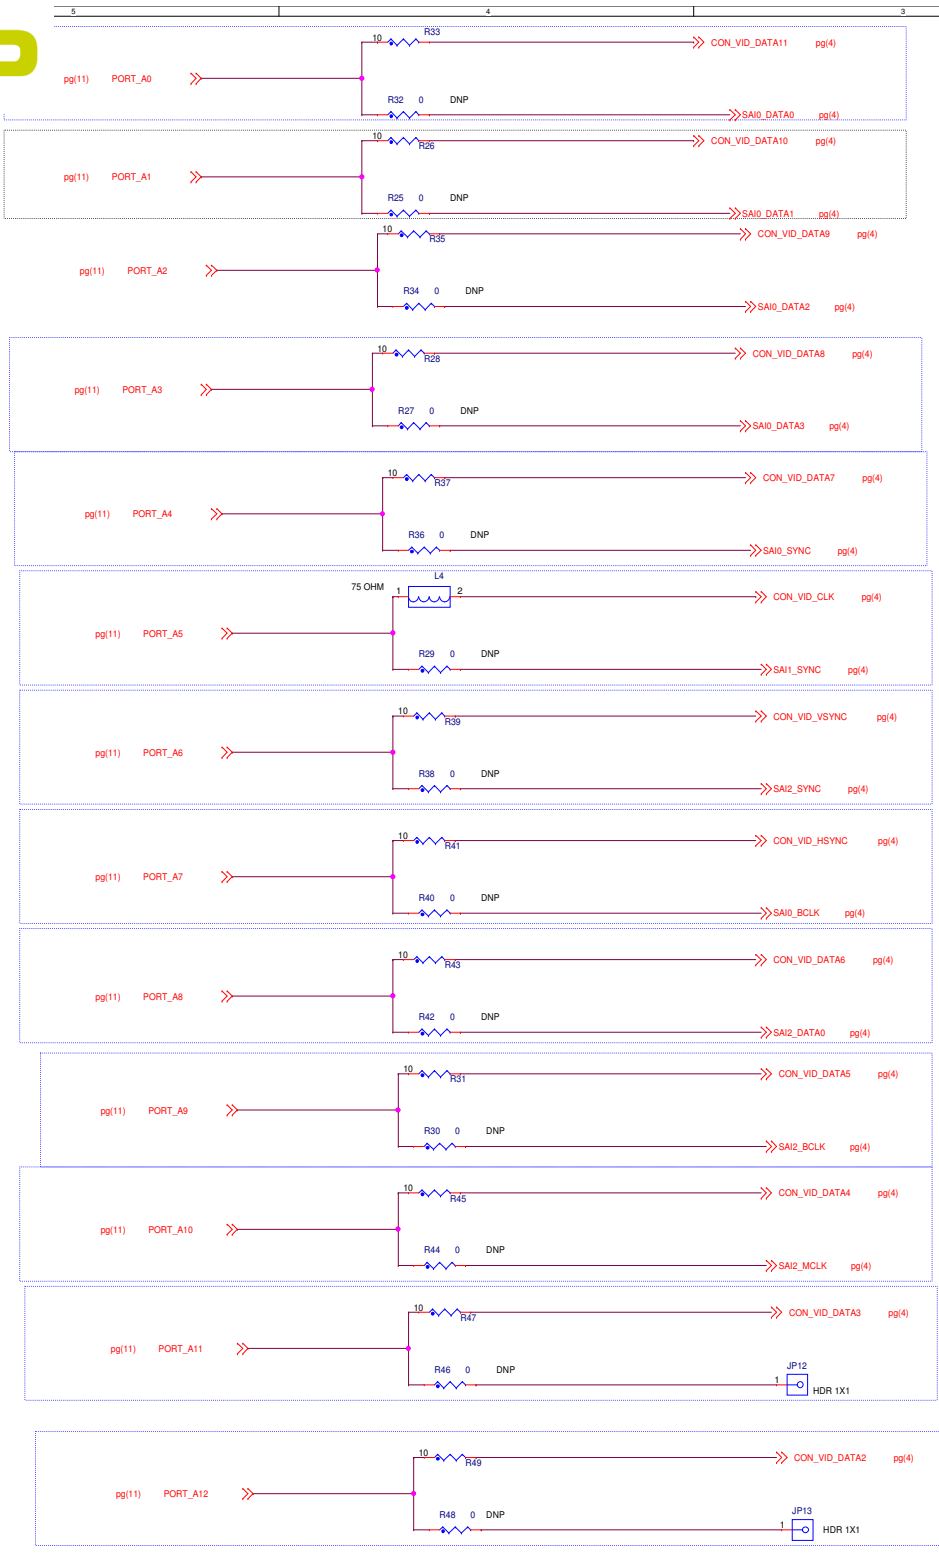 5 4 3
10 R33 CON_VID_DATA11 pg(4)
pg(11) PORT_A0
R32 0 DNP
SAI0_DATA0 pg(4)
10 R26 CON_VID_DATA10 pg(4)
pg(11) PORT_A1
R25 0 DNP
SAI0_DATA1 pg(4)
10 R35 CON_VID_DATA9 pg(4)
pg(11) PORT_A2
R34 0 DNP
SAI0_DATA2 pg(4)
10 R28 CON_VID_DATA8 pg(4)
pg(11) PORT_A3
R27 0 DNP
SAI0_DATA3 pg(4)
10 R37 CON_VID_DATA7 pg(4)
pg(11) PORT_A4
R36 0 DNP
SAI0_SYNC pg(4)
L4
75 OHM 1 2 CON_VID_CLK pg(4)
pg(11) PORT_A5
R29 0 DNP
SAI1_SYNC pg(4)
10 R39 CON_VID_VSYNC pg(4)
pg(11) PORT_A6
R38 0 DNP
SAI2_SYNC pg(4)
10 R41 CON_VID_HSYNC pg(4)
pg(11) PORT_A7
R40 0 DNP
SAI0_BCLK pg(4)
10 R43 CON_VID_DATA6 pg(4)
pg(11) PORT_A8
R42 0 DNP
SAI2_DATA0 pg(4)
10 R31 CON_VID_DATA5 pg(4)
pg(11) PORT_A9
R30 0 DNP
SAI2_BCLK pg(4)
10 R45 CON_VID_DATA4 pg(4)
pg(11) PORT_A10
R44 0 DNP
SAI2_MCLK pg(4)
10 R47 CON_VID_DATA3 pg(4)
pg(11) PORT_A11
R46 0 DNP JP12
1 HDR 1X1
10 R49 CON_VID_DATA2 pg(4)
pg(11) PORT_A12
R48 0 DNP JP13
1 HDR 1X1